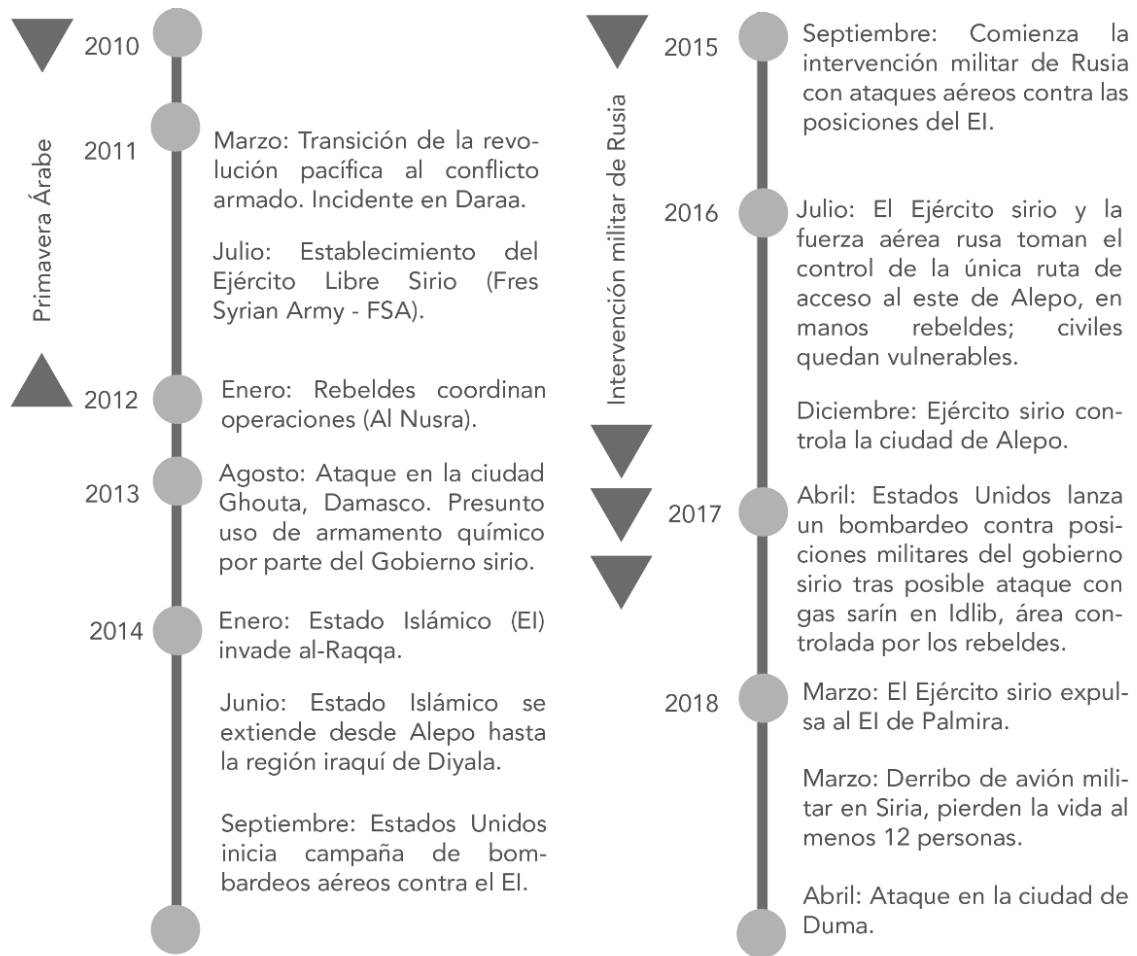 2010
Primavera Árabe
2011
Marzo: Transición de la revo-
lución pacífica al conflicto
armado. Incidente en Daraa.
Julio: Establecimiento del
Ejército Libre Sirio (Fres
Syrian Army - FSA).
2012
Enero: Rebeldes coordinan
operaciones (Al Nusra).
2013
Agosto: Ataque en la ciudad
Ghouta, Damasco. Presunto
uso de armamento químico
por parte del Gobierno sirio.
2014
Enero: Estado Islámico (EI)
invade al-Raqqa.
Junio: Estado Islámico se
extiende desde Alepo hasta
la región iraquí de Diyala.
Septiembre: Estados Unidos
inicia campaña de bom-
bardeos aéreos contra el EI.
2015
Intervención militar de Rusia
Septiembre: Comienza la
intervención militar de Rusia
con ataques aéreos contra las
posiciones del EI.
2016
Julio: El Ejército sirio y la
fuerza aérea rusa toman el
control de la única ruta de
acceso al este de Alepo, en
manos rebeldes; civiles
quedan vulnerables.
Diciembre: Ejército sirio con-
trola la ciudad de Alepo.
2017
Abril: Estados Unidos lanza
un bombardeo contra posi-
ciones militares del gobierno
sirio tras posible ataque con
gas sarín en Idlib, área con-
trolada por los rebeldes.
2018
Marzo: El Ejército sirio expul-
sa al EI de Palmira.
Marzo: Derribo de avión mili-
tar en Siria, pierden la vida al
menos 12 personas.
Abril: Ataque en la ciudad de
Duma.